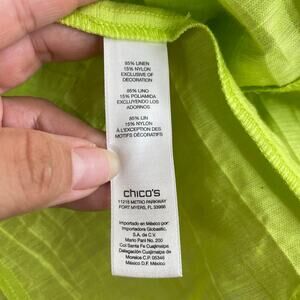 85% LINEN
15% NYLON
EXCLUSIVE OF
DECORATION
85% LINO
15% POLIAMIDA
EXCLUYENDO LOS
ADORNOS
85% LIN
15% NYLON
À L'EXCEPTION DES
MOTIFS DÉCORATIFS
chico's
11215 METRO PARKWAY
FORT MYERS, FL 33966
Importado en México por:
Importadora Globastic,
S.A. de C.V.
Mario Pani No. 200
Col Santa Fe Cuajimalpa
Delegación Cuajimalpa de
Morelos C.P. 05348
México D.F. México